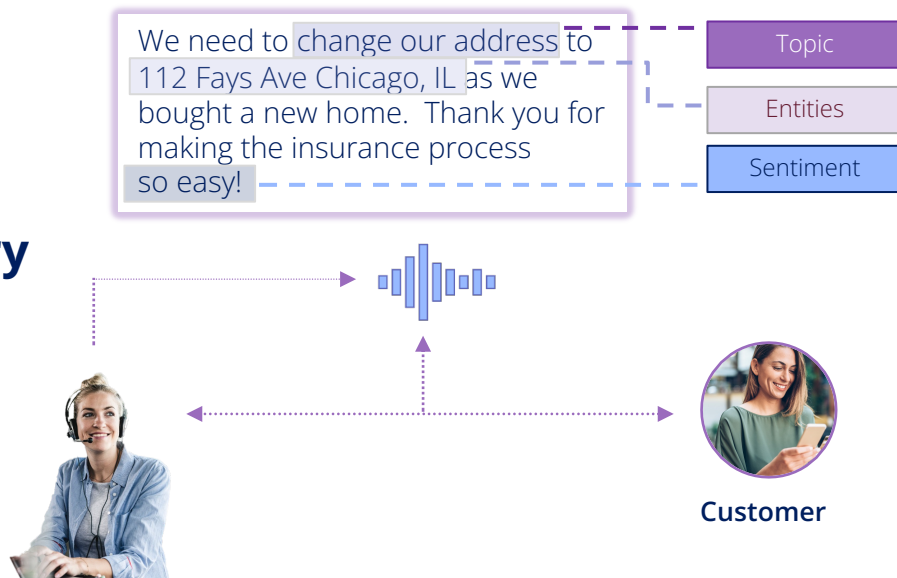 We need to change our address to
112 Fays Ave Chicago, IL as we
bought a new home. Thank you for
making the insurance process
so easy!
Topic
Entities
Sentiment
Customer